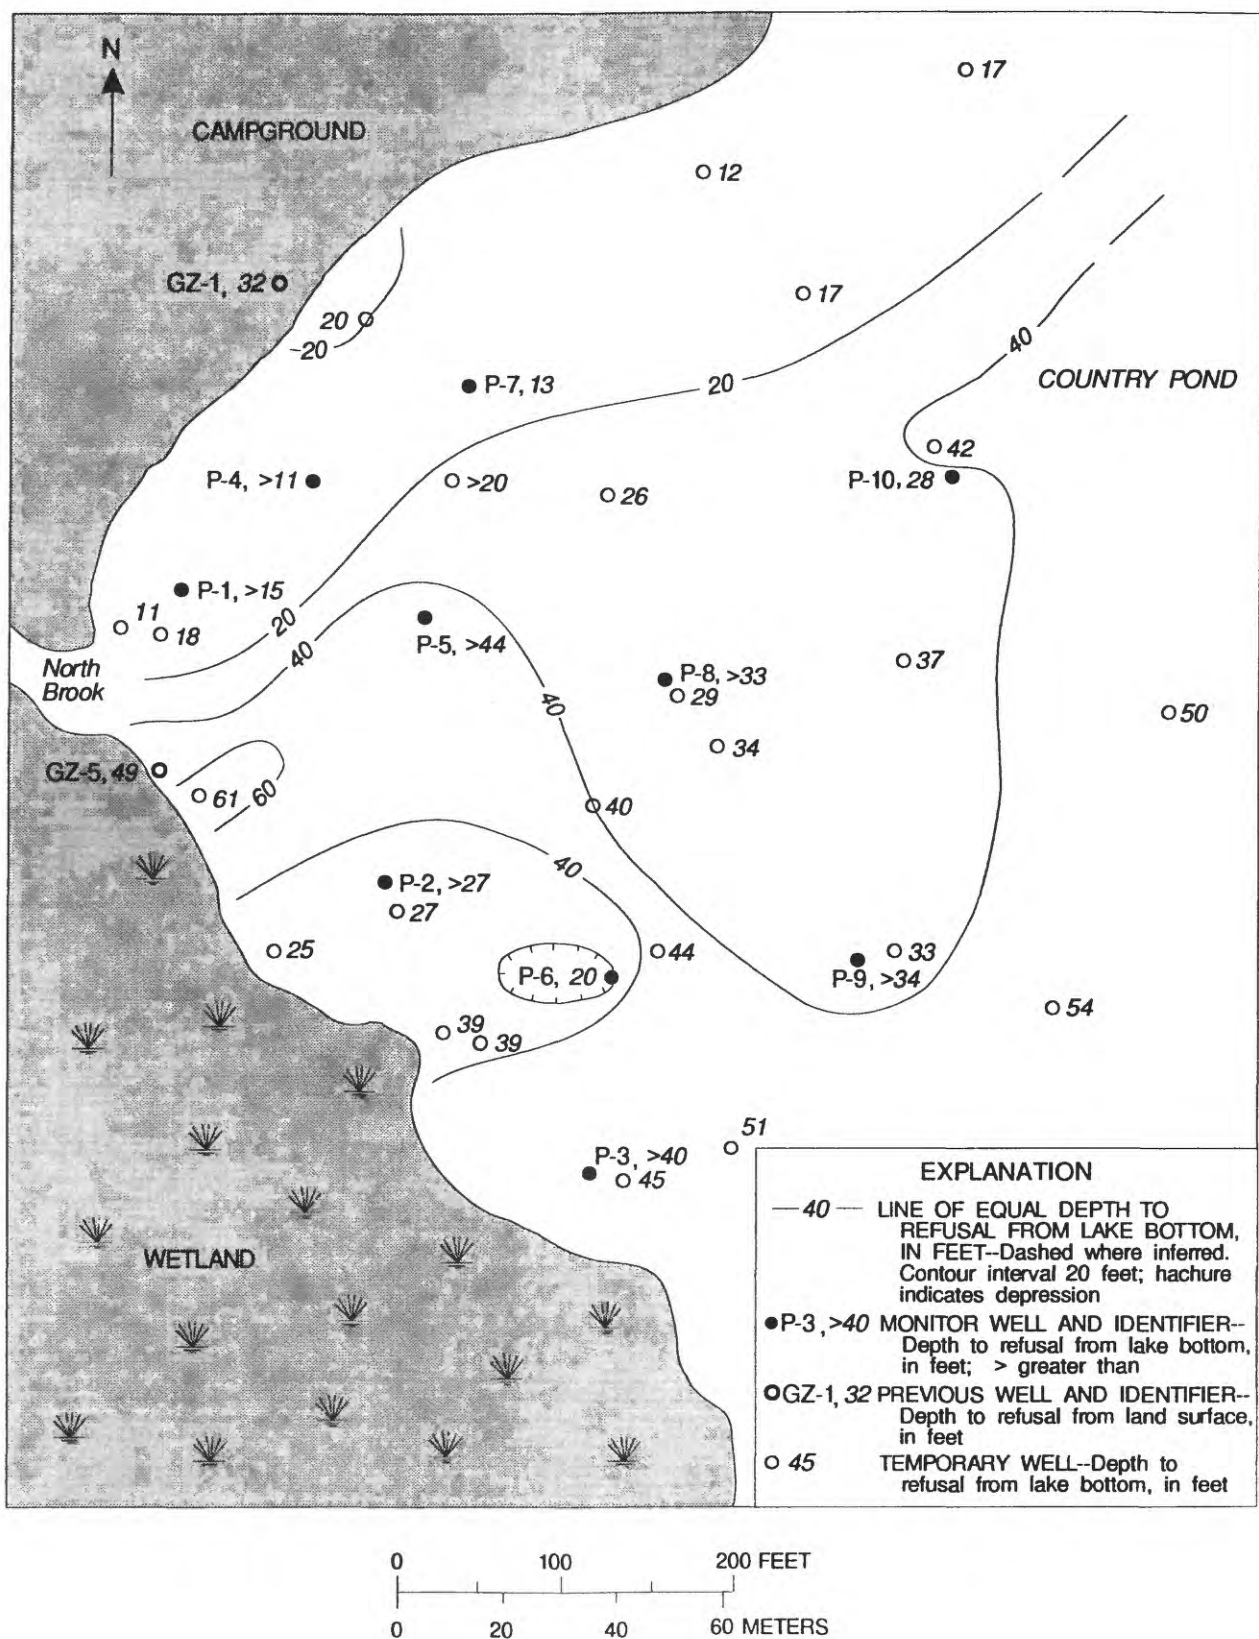 N
CAMPGROUND
17
12
GZ-1, 32
17
20
20
40
20
COUNTRY POND
P-7, 13
42
P-4, >11
>20
26
P-10, 28
P-1, >15
11
18
20
40
P-5, >44
North
Brook
P-8, >33
29
37
40
50
34
GZ-5, 49
61
60
40
40
P-2, >27
27
25
44
33
P-6, 20
P-9, >34
54
39
39
51
P-3, >40
45
WETLAND
EXPLANATION
—40— LINE OF EQUAL DEPTH TO
REFUSAL FROM LAKE BOTTOM,
IN FEET--Dashed where inferred.
Contour interval 20 feet; hachure
indicates depression
P-3, >40 MONITOR WELL AND IDENTIFIER--
Depth to refusal from lake bottom,
in feet; > greater than
GZ-1, 32 PREVIOUS WELL AND IDENTIFIER--
Depth to refusal from land surface,
in feet
45 TEMPORARY WELL--Depth to
refusal from lake bottom, in feet
0 100 200 FEET
0 20 40 60 METERS